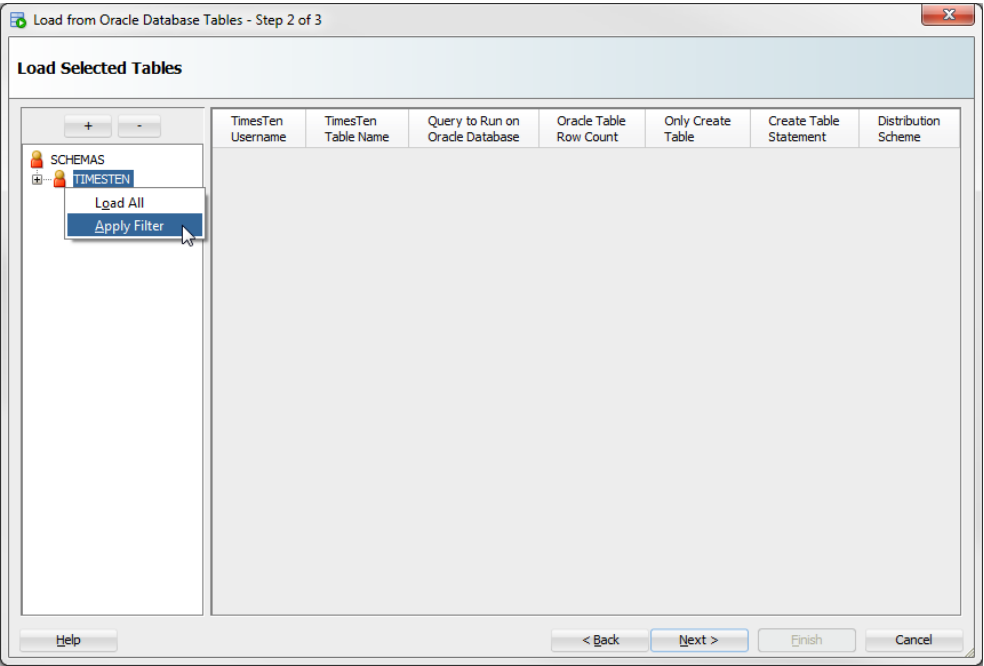 Load from Oracle Database Tables - Step 2 of 3
x
Load Selected Tables
+ -
TimesTen Username
TimesTen Table Name
Query to Run on Oracle Database
Oracle Table Row Count
Only Create Table
Create Table Statement
Distribution Scheme
SCHEMAS
TIMESTEN
Load All
Apply Filter
Help
< Back
Next >
Finish
Cancel